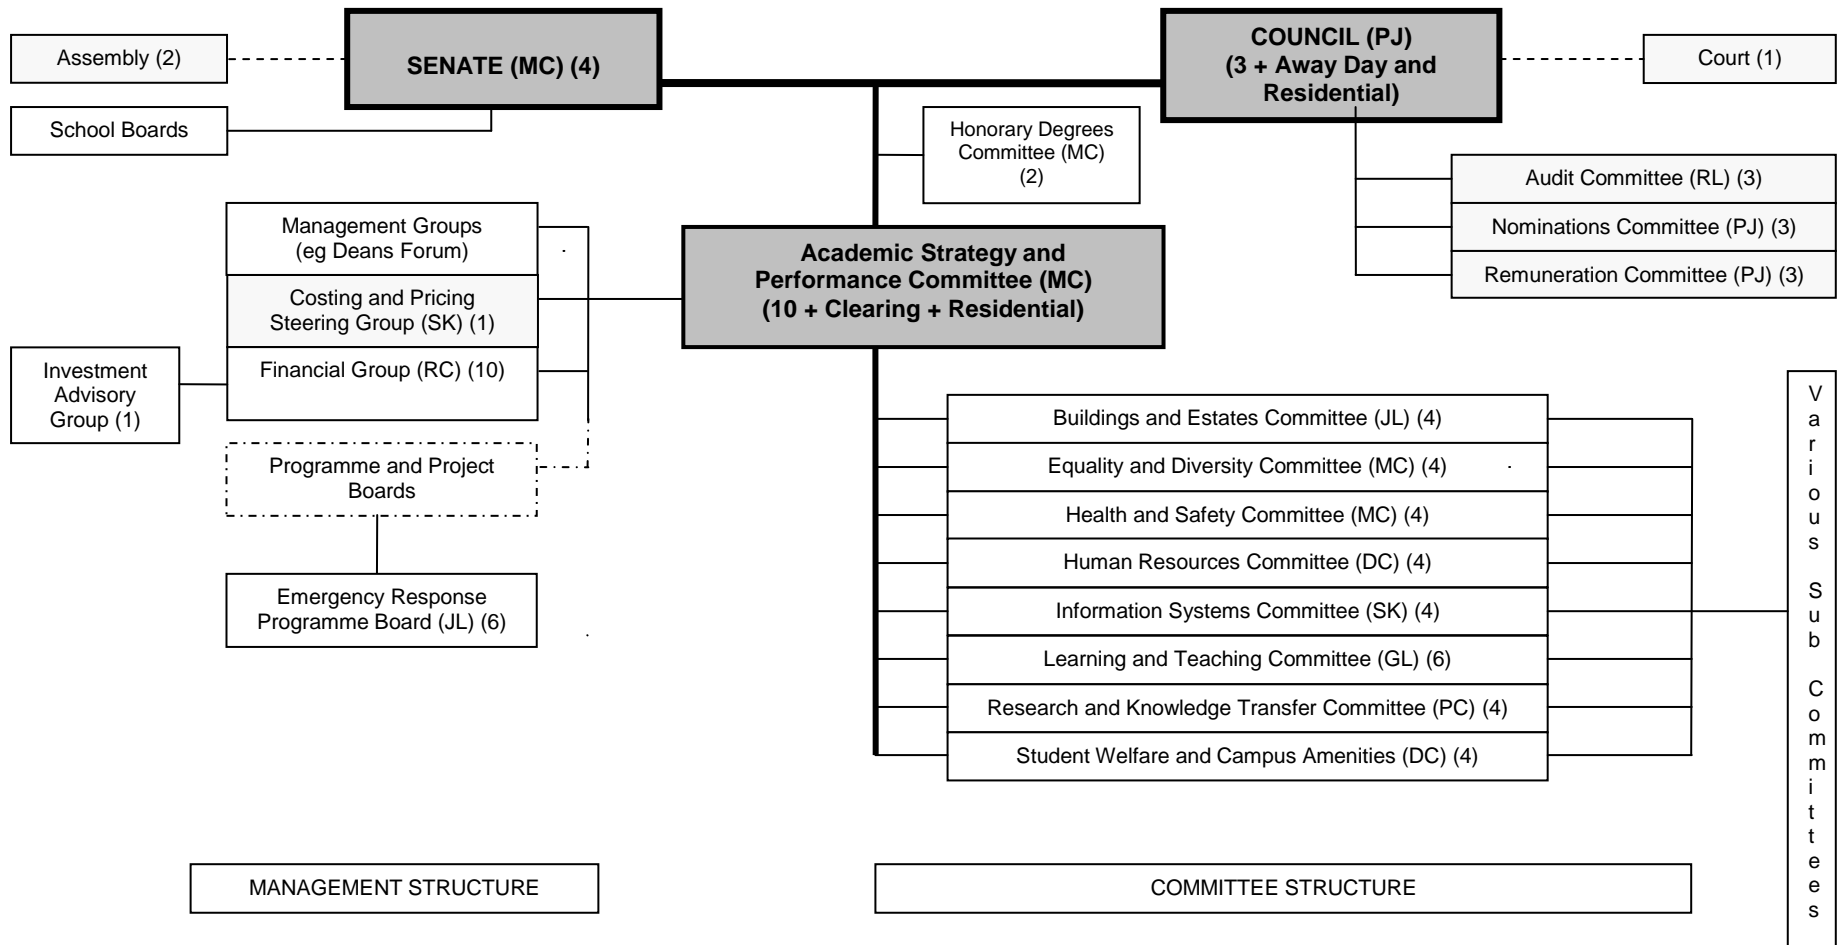 Assembly (2)
SENATE (MC) (4)
COUNCIL (PJ)
(3 + Away Day and
Residential)
Court (1)
School Boards
Honorary Degrees
Committee (MC)
(2)
Audit Committee (RL) (3)
Nominations Committee (PJ) (3)
Remuneration Committee (PJ) (3)
Management Groups
(eg Deans Forum)
Costing and Pricing
Steering Group (SK) (1)
Financial Group (RC) (10)
Academic Strategy and
Performance Committee (MC)
(10 + Clearing + Residential)
Investment
Advisory
Group (1)
Programme and Project
Boards
Emergency Response
Programme Board (JL) (6)
Buildings and Estates Committee (JL) (4)
Equality and Diversity Committee (MC) (4)
Health and Safety Committee (MC) (4)
Human Resources Committee (DC) (4)
Information Systems Committee (SK) (4)
Learning and Teaching Committee (GL) (6)
Research and Knowledge Transfer Committee (PC) (4)
Student Welfare and Campus Amenities (DC) (4)
Various Sub Committees
MANAGEMENT STRUCTURE
COMMITTEE STRUCTURE